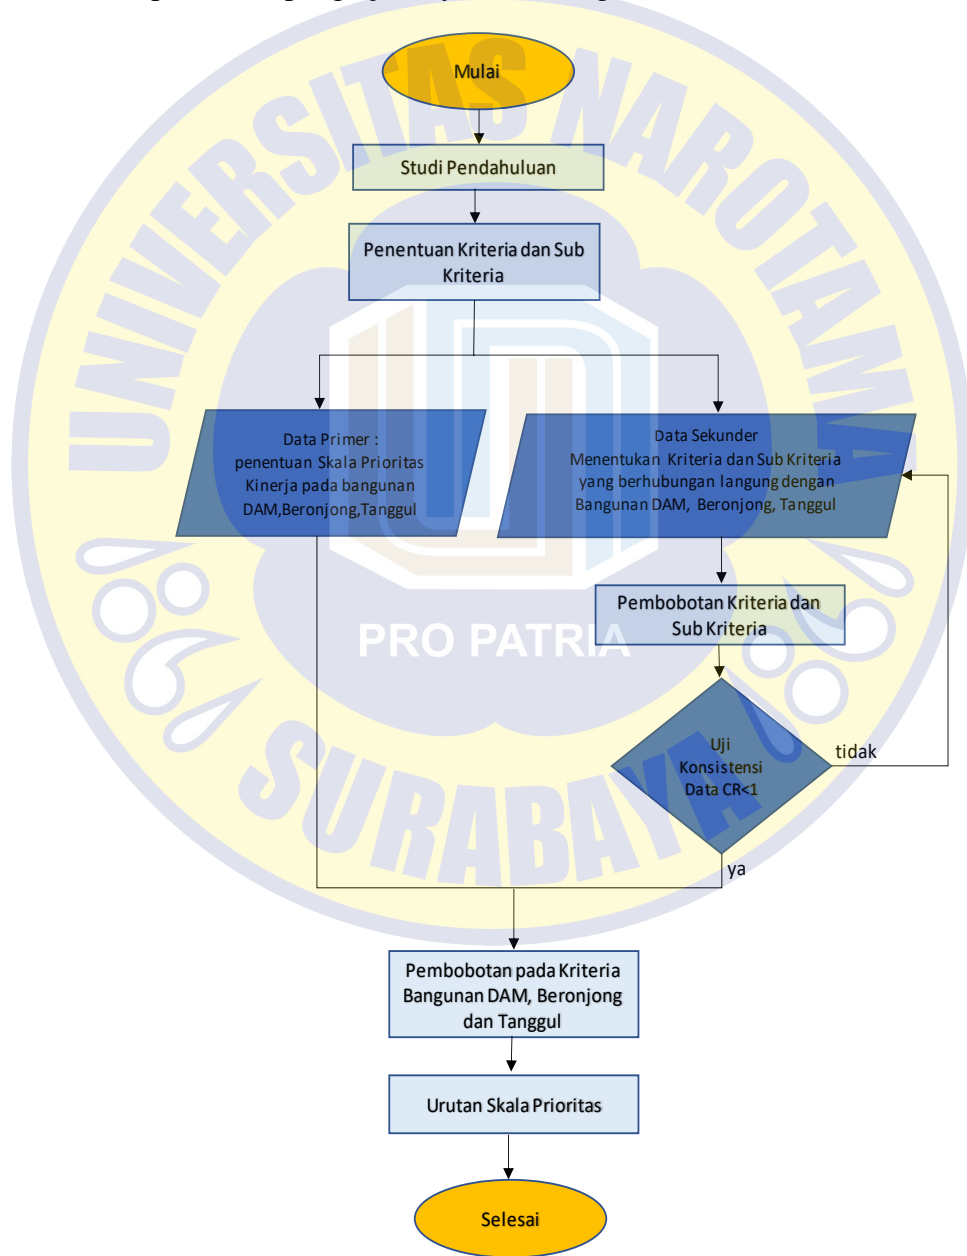 Mulai
Studi Pendahuluan
Penentuan Kriteria dan Sub
Kriteria
Data Primer :
penentuan Skala Prioritas
Kinerja pada bangunan
DAM,Beronjong,Tanggul
Data Sekunder
Menentukan Kriteria dan Sub Kriteria
yang berhubungan langung dengan
Bangunan DAM, Beronjong, Tanggul
Pembobotan Kriteria dan
Sub Kriteria
Uji
Konsistensi
Data CR<1
tidak
ya
Pembobotan pada Kriteria
Bangunan DAM, Beronjong
dan Tanggul
Urutan Skala Prioritas
Selesai
UNIVERSITAS NAROTAMA
PRO PATRIA
SURABAYA